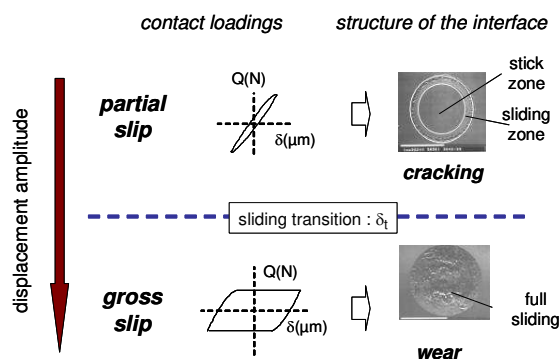 contact loadings
structure of the interface
displacement amplitude
partial
slip
Q(N)
δ(μm)
stick
zone
sliding
zone
cracking
sliding transition : δt
gross
slip
Q(N)
δ(μm)
full
sliding
wear